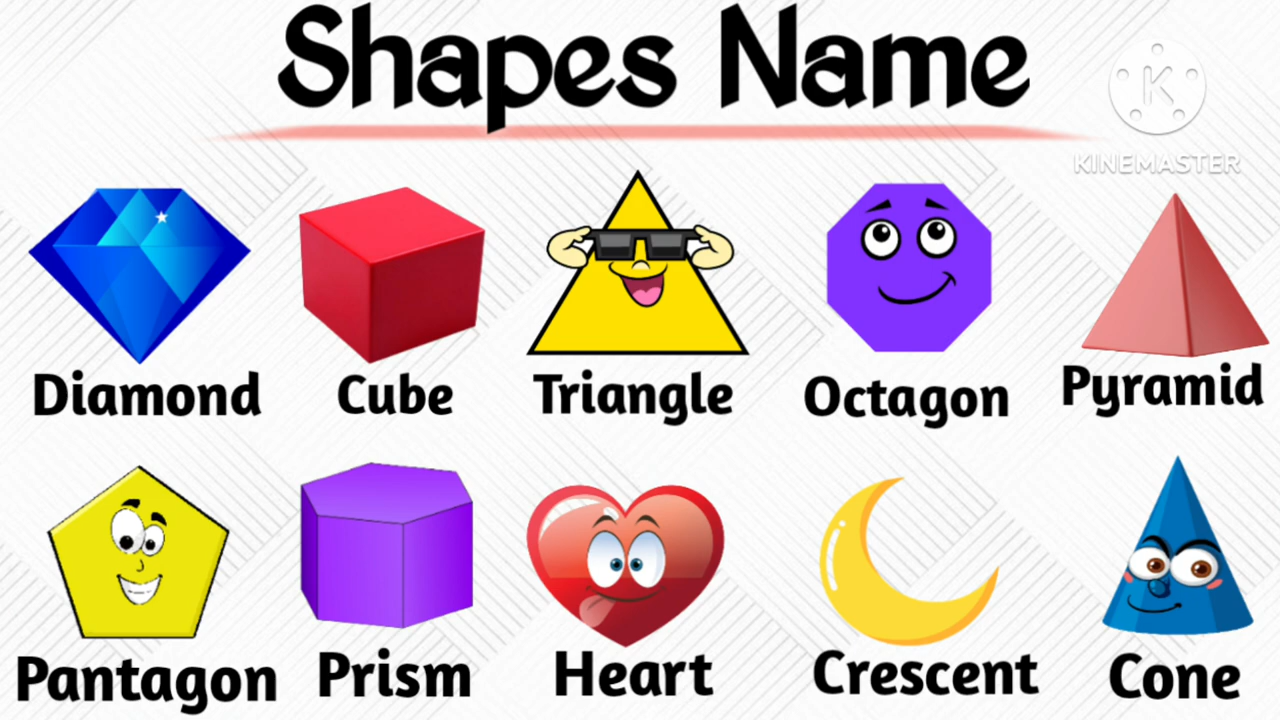 Shapes Name
K
KINEMASTER
Diamond
Cube
Triangle
Octagon
Pyramid
Pantagon
Prism
Heart
Crescent
Cone